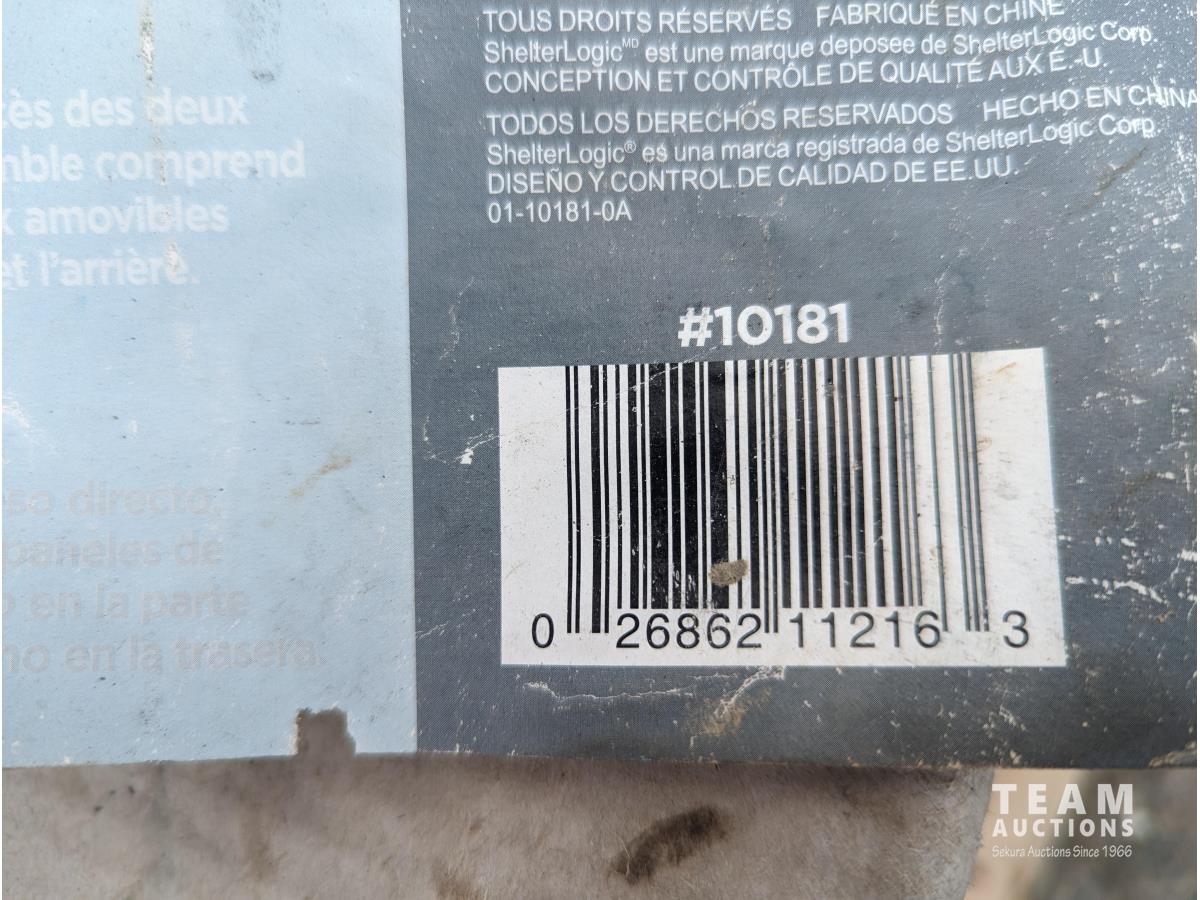 TOUS DROITS RÉSERVÉS FABRIQUÉ EN CHINE
ShelterLogic MD est une marque deposee de ShelterLogic Corp.
CONCEPTION ET CONTRÔLE DE QUALITÉ AUX É.-U.
TODOS LOS DERECHOS RESERVADOS HECHO EN CHINA
ShelterLogic® es una marca registrada de ShelterLogic Corp.
DISEÑO Y CONTROL DE CALIDAD DE EE.UU.
01-10181-0A
ès des deux
mble comprend
x amovibles
et l'arrière.
so directo.
paneles de
o en la parte
no en la trasera.
#10181
0 26862 11216 3
TEAM
AUCTIONS
Sekura Auctions Since 1966